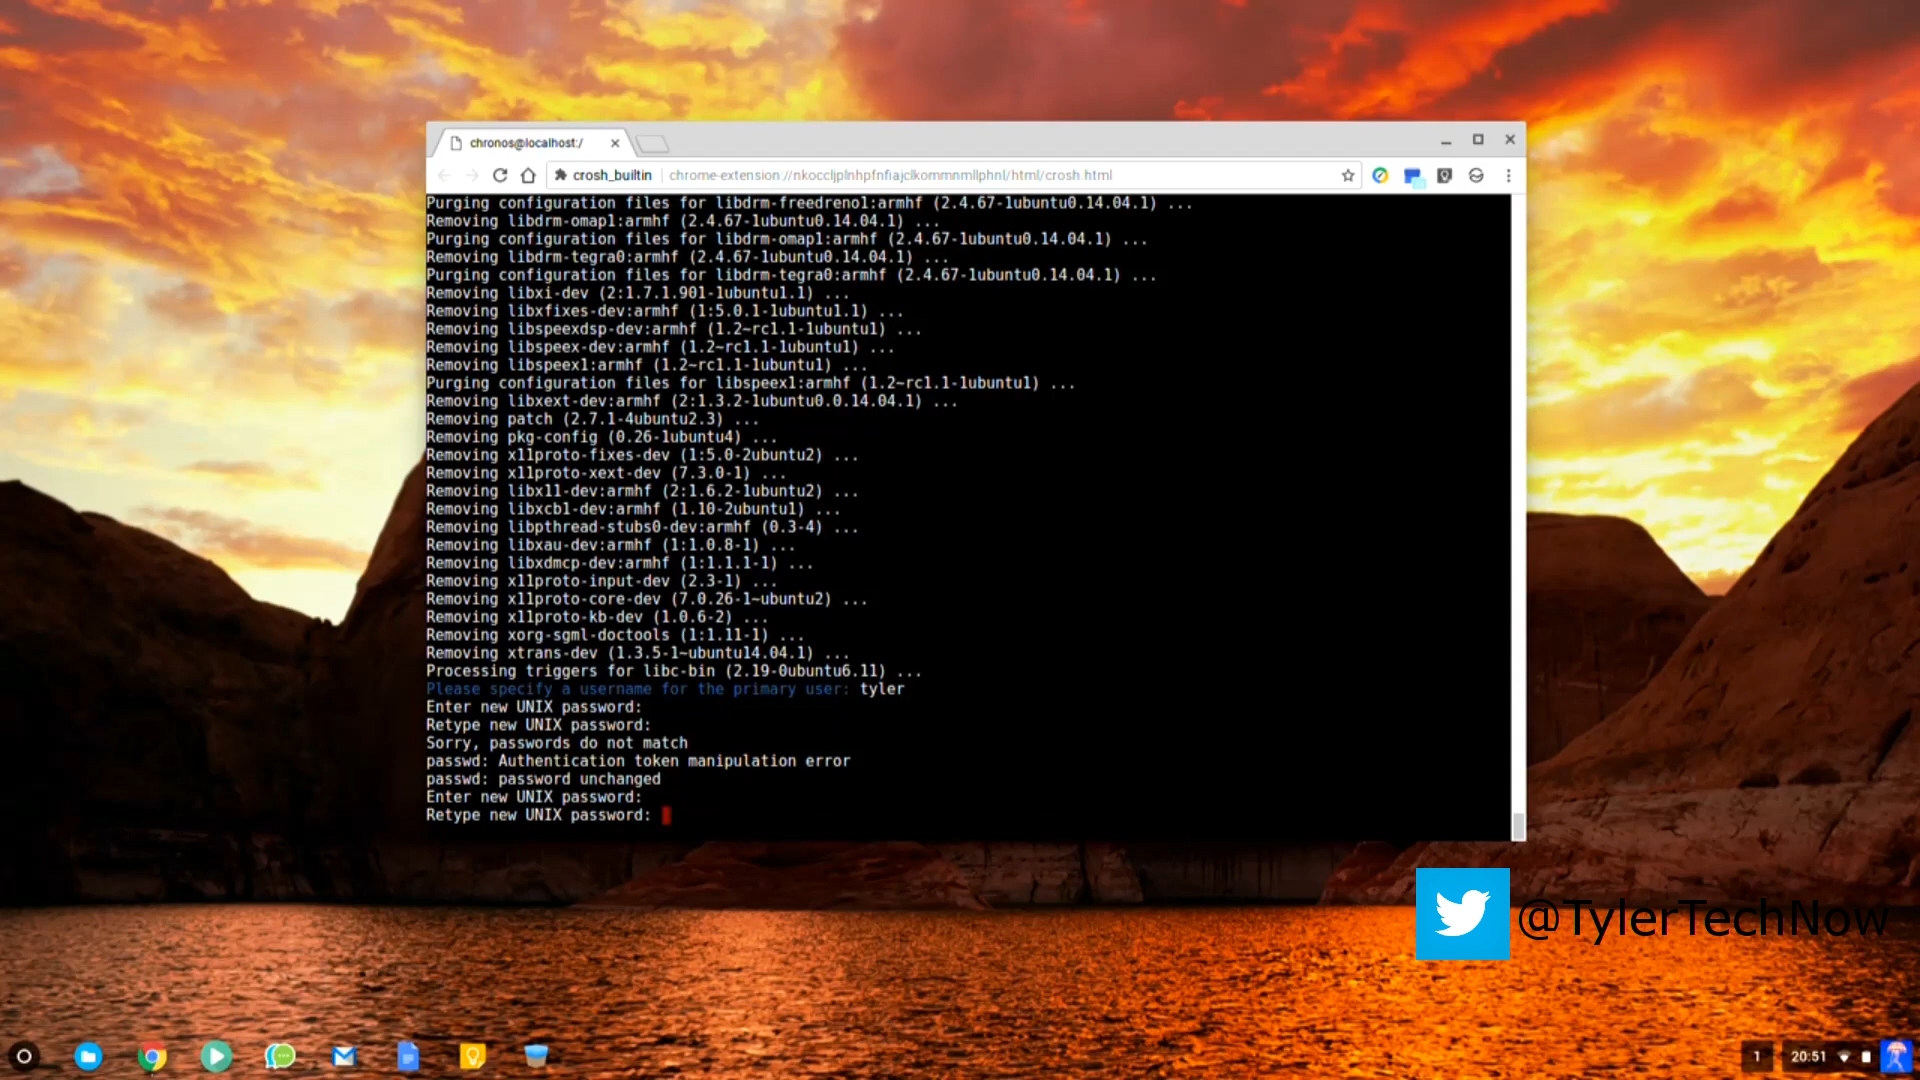 chronos@localhost:/
crosh_builtin chrome-extension://nkoccljplnhpfnfiajclkommnmllphnl/html/crosh.html
Purging configuration files for libdrm-freedreno1:armhf (2.4.67-1ubuntu0.14.04.1) ...
Removing libdrm-omap1:armhf (2.4.67-1ubuntu0.14.04.1) ...
Purging configuration files for libdrm-omap1:armhf (2.4.67-1ubuntu0.14.04.1) ...
Removing libdrm-tegra0:armhf (2.4.67-1ubuntu0.14.04.1) ...
Purging configuration files for libdrm-tegra0:armhf (2.4.67-1ubuntu0.14.04.1) ...
Removing libxi-dev (2:1.7.1.901-1ubuntu1.1) ...
Removing libxfixes-dev:armhf (1:5.0.1-1ubuntu1.1) ...
Removing libspeexdsp-dev:armhf (1.2~rc1.1-1ubuntu1) ...
Removing libspeex-dev:armhf (1.2~rc1.1-1ubuntu1) ...
Removing libspeex1:armhf (1.2~rc1.1-1ubuntu1) ...
Purging configuration files for libspeex1:armhf (1.2~rc1.1-1ubuntu1) ...
Removing libxext-dev:armhf (2:1.3.2-1ubuntu0.0.14.04.1) ...
Removing patch (2.7.1-4ubuntu2.3) ...
Removing pkg-config (0.26-1ubuntu4) ...
Removing x11proto-fixes-dev (1:5.0-2ubuntu2) ...
Removing x11proto-xext-dev (7.3.0-1) ...
Removing libx11-dev:armhf (2:1.6.2-1ubuntu2) ...
Removing libxcb1-dev:armhf (1.10-2ubuntu1) ...
Removing libpthread-stubs0-dev:armhf (0.3-4) ...
Removing libxau-dev:armhf (1:1.0.8-1) ...
Removing libxdmcp-dev:armhf (1:1.1.1-1) ...
Removing x11proto-input-dev (2.3-1) ...
Removing x11proto-core-dev (7.0.26-1~ubuntu2) ...
Removing x11proto-kb-dev (1.0.6-2) ...
Removing xorg-sgml-doctools (1:1.11-1) ...
Removing xtrans-dev (1.3.5-1~ubuntu14.04.1) ...
Processing triggers for libc-bin (2.19-0ubuntu6.11) ...
Please specify a username for the primary user: tyler
Enter new UNIX password:
Retype new UNIX password:
Sorry, passwords do not match
passwd: Authentication token manipulation error
passwd: password unchanged
Enter new UNIX password:
Retype new UNIX password:
@TylerTechNow
1 20:51